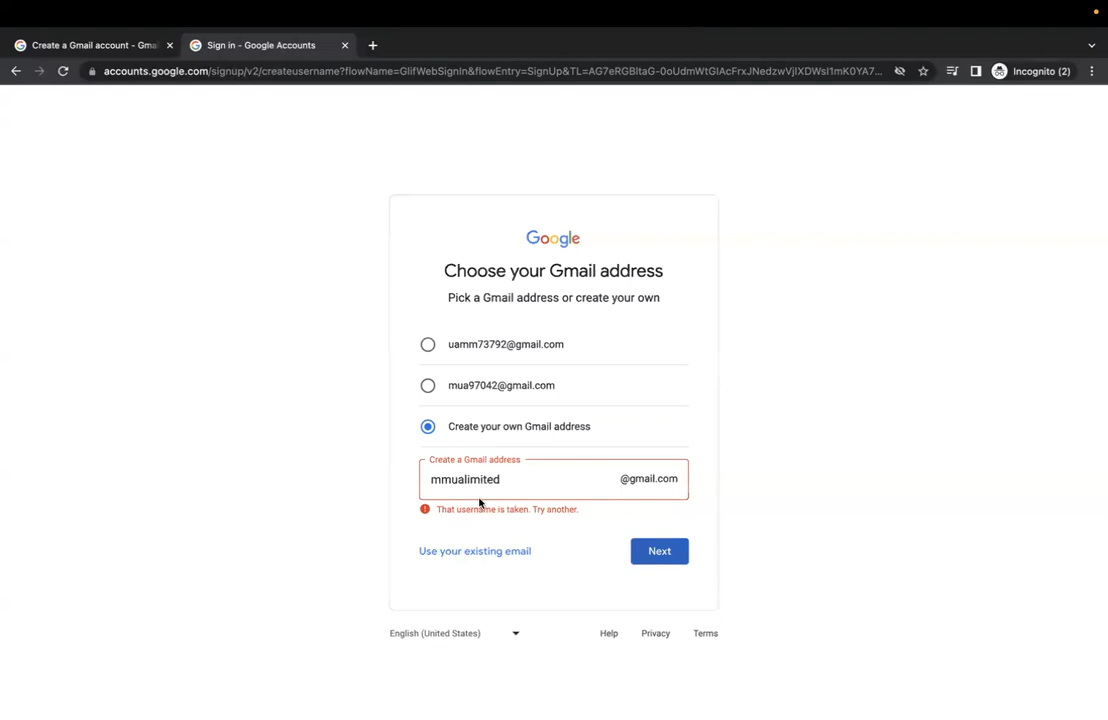 Create a Gmail account - Gma
Sign in - Google Accounts
accounts.google.com/signup/v2/createusername?flowName=GlifWebSignIn&flowEntry=SignUp&TL=AG7eRGBltaG-0oUdmWtGlAcFrxJNedzwVjIXDWsI1mK0YA7...
Incognito (2)
Google
Choose your Gmail address
Pick a Gmail address or create your own
uamm73792@gmail.com
mua97042@gmail.com
Create your own Gmail address
Create a Gmail address
mmualimited @gmail.com
That username is taken. Try another.
Use your existing email Next
English (United States) Help Privacy Terms